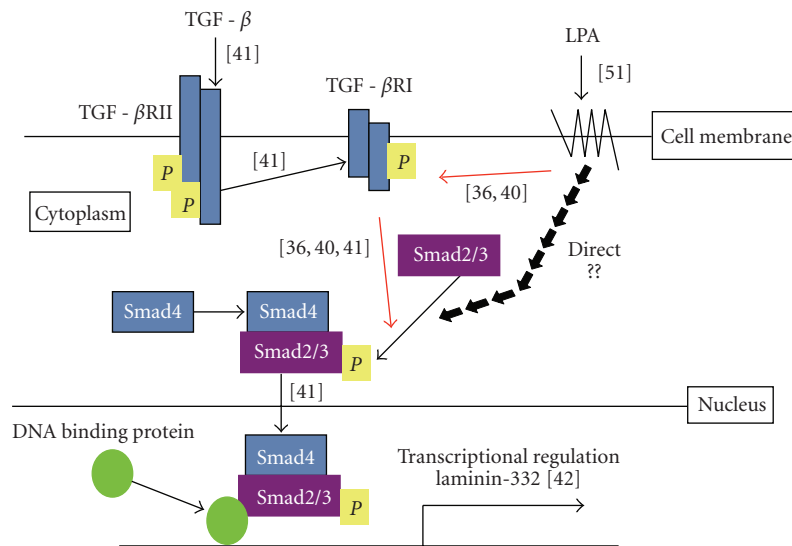 TGF - β
[41]
LPA
[51]
TGF - βRI
TGF - βRII
Cell membrane
P
P
P
[41]
[36, 40]
Cytoplasm
[36, 40, 41]
Smad2/3
Direct
??
Smad4
Smad4
Smad2/3
P
[41]
Nucleus
DNA binding protein
Smad4
Smad2/3
P
Transcriptional regulation
laminin-332 [42]